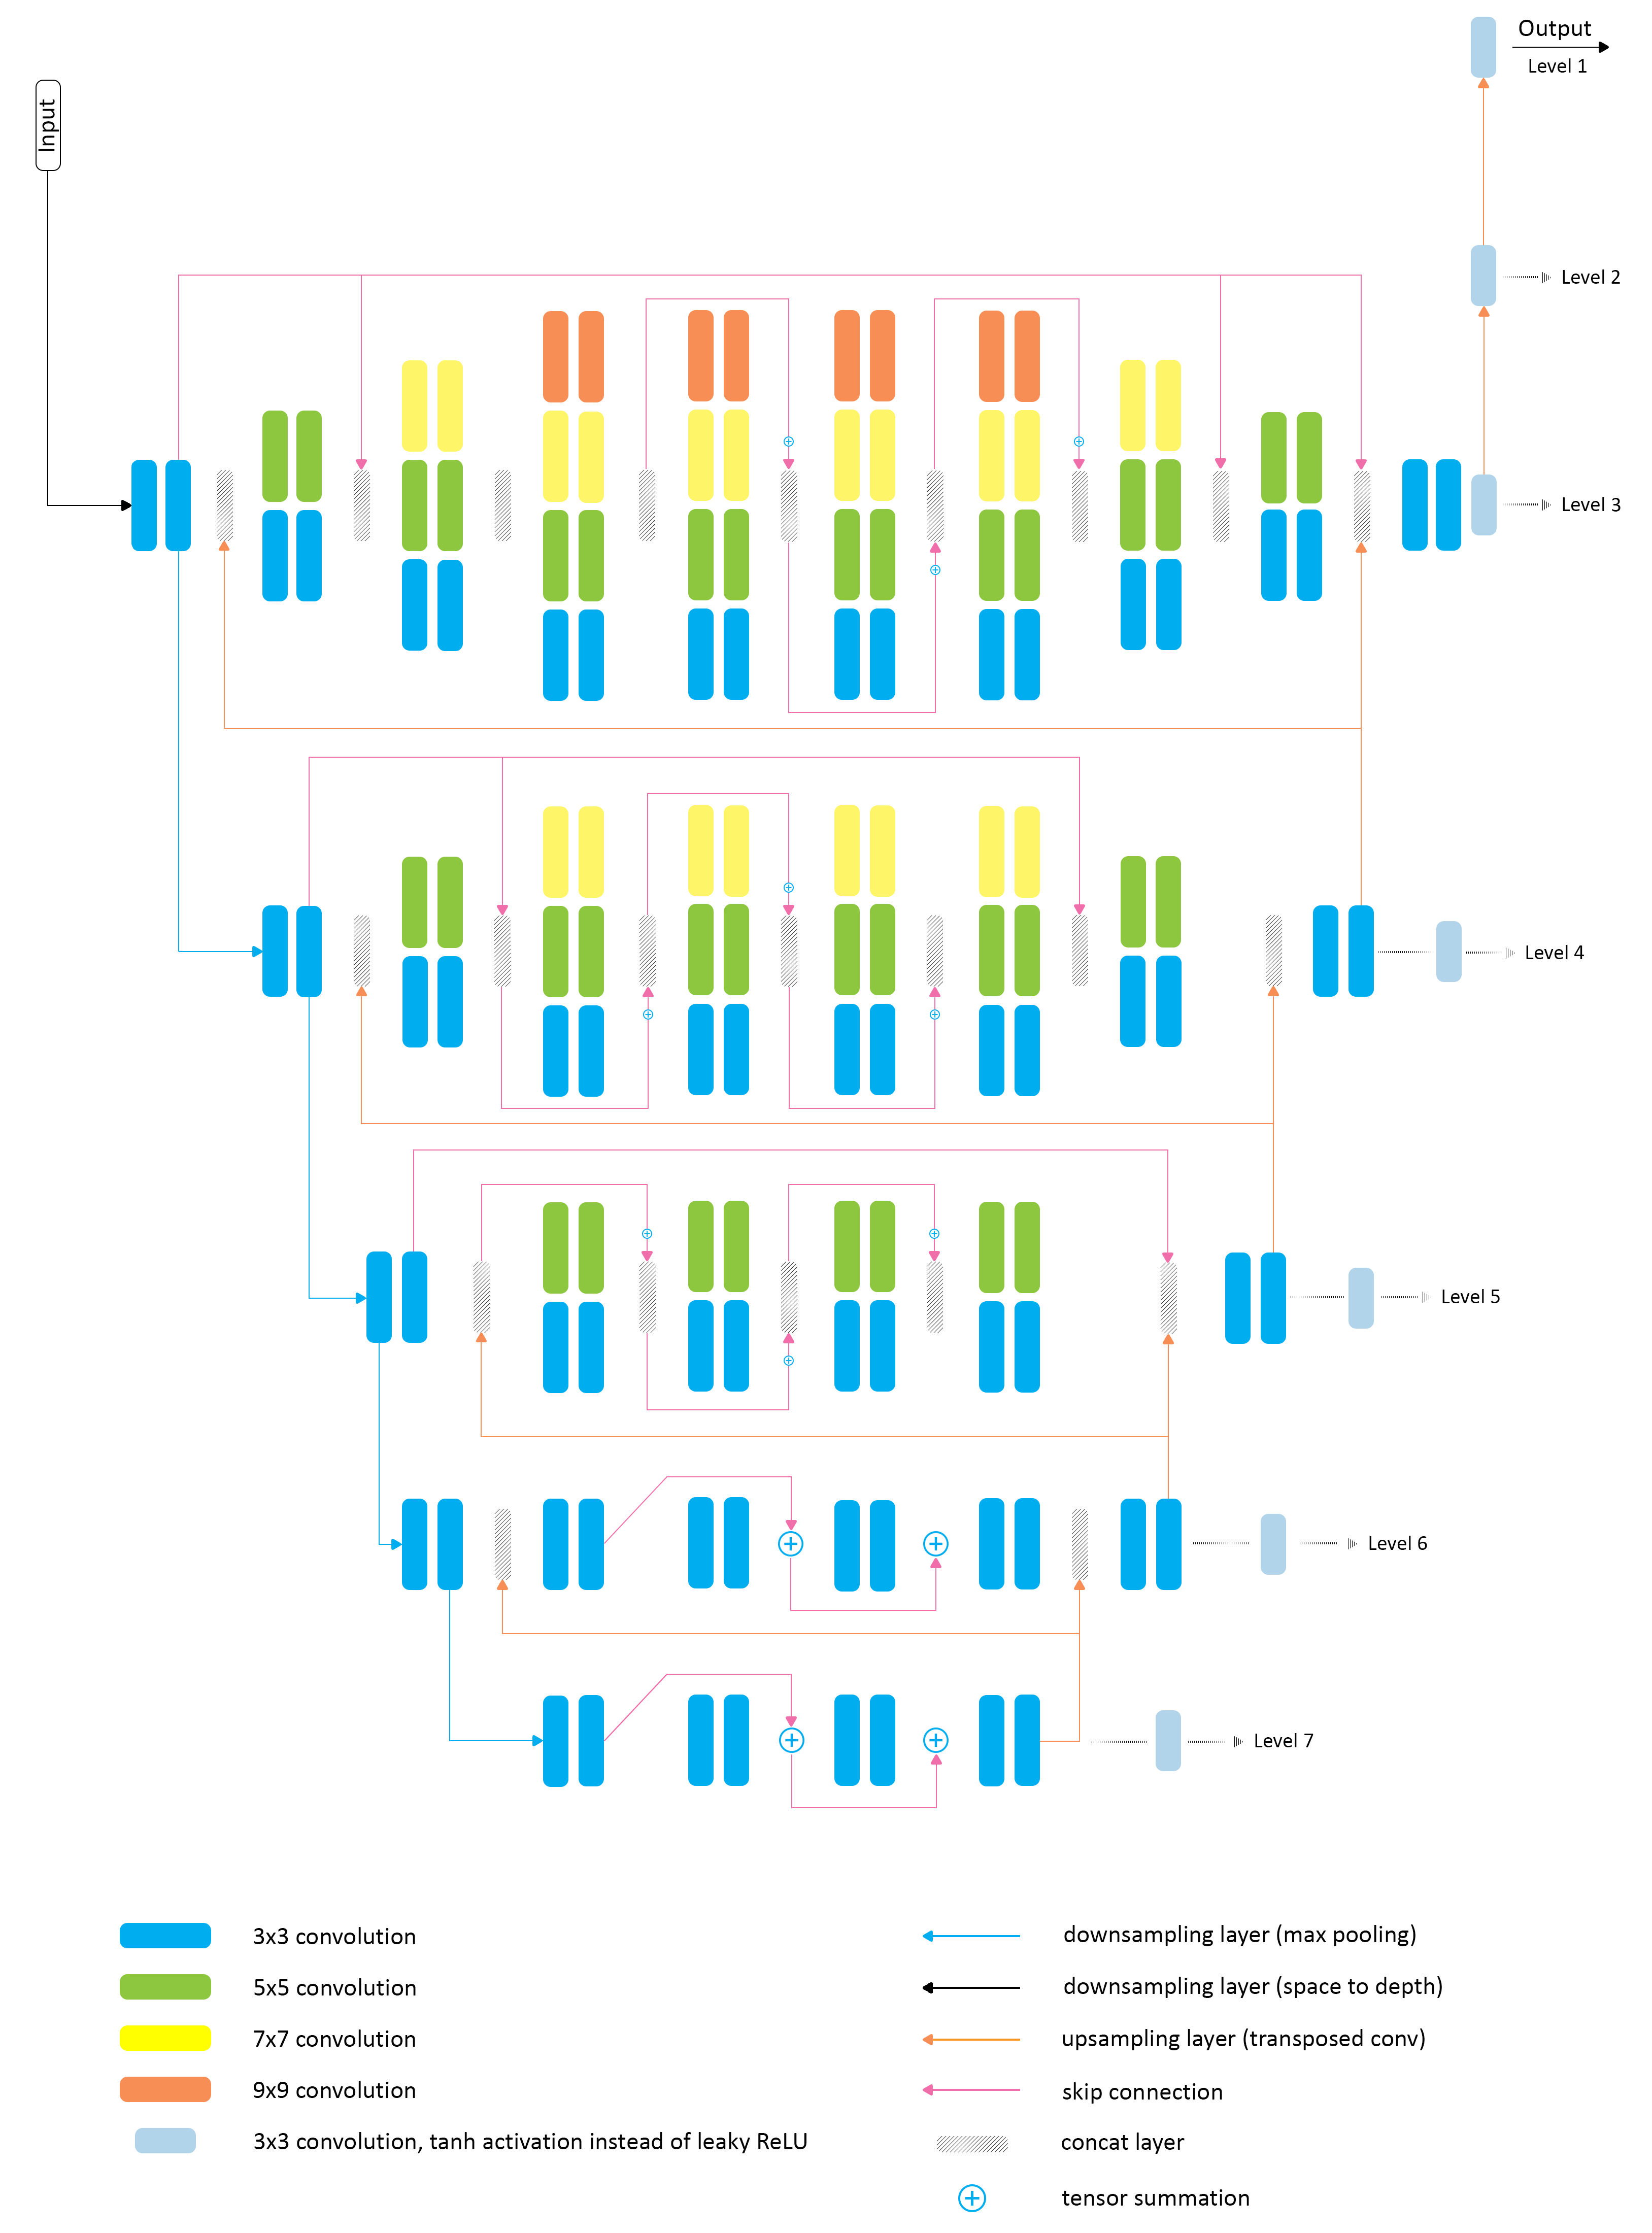 Output
Level 1
Input
Level 2
Level 3
Level 4
Level 5
Level 6
Level 7
3x3 convolution
5x5 convolution
7x7 convolution
9x9 convolution
3x3 convolution, tanh activation instead of leaky ReLU
downsampling layer (max pooling)
downsampling layer (space to depth)
upsampling layer (transposed conv)
skip connection
concat layer
tensor summation